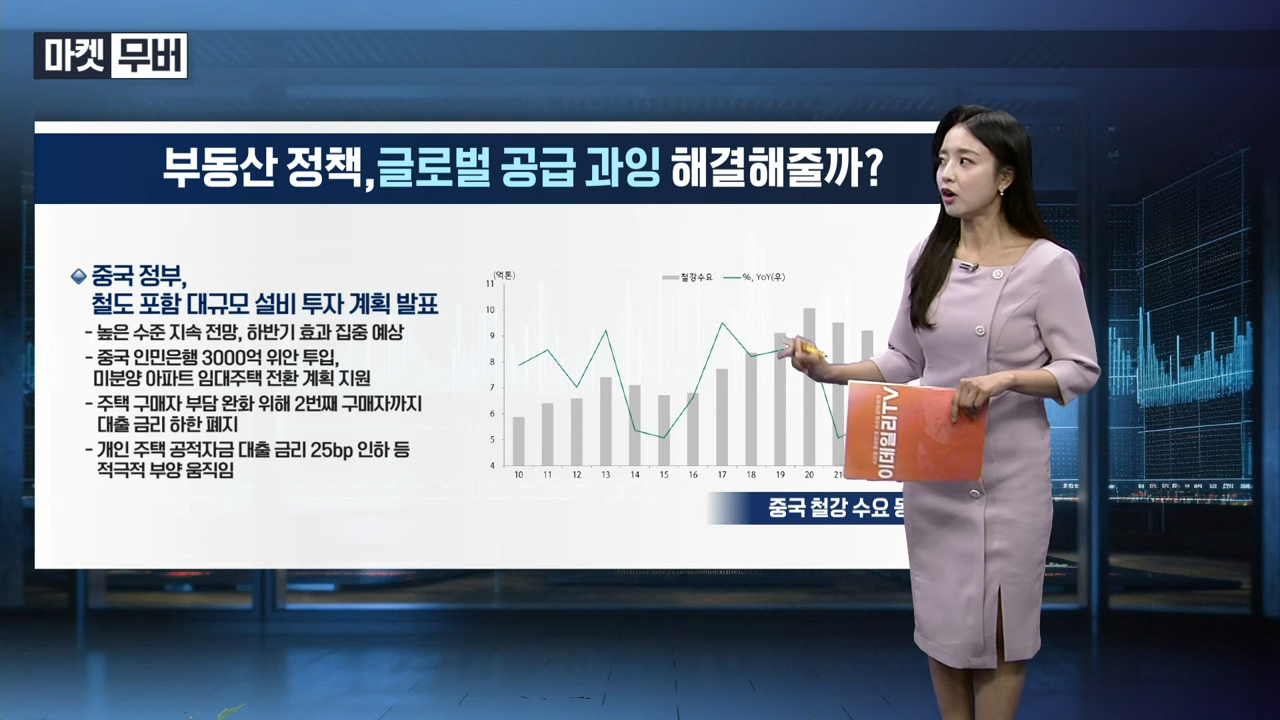 마켓무버
부동산 정책,글로벌 공급 과잉 해결해줄까?
중국 정부,
철도 포함 대규모 설비 투자 계획 발표
- 높은 수준 지속 전망, 하반기 효과 집중 예상
- 중국 인민은행 3000억 위안 투입,
미분양 아파트 임대주택 전환 계획 지원
- 주택 구매자 부담 완화 위해 2번째 구매자까지
대출 금리 하한 폐지
- 개인 주택 공적자금 대출 금리 25bp 인하 등
적극적 부양 움직임
(억톤)
철강수요 %, YoY(우)
11
10
9
8
7
6
5
4
10 11 12 13 14 15 16 17 18 19 20 21
중국 철강 수요
이데일리TV